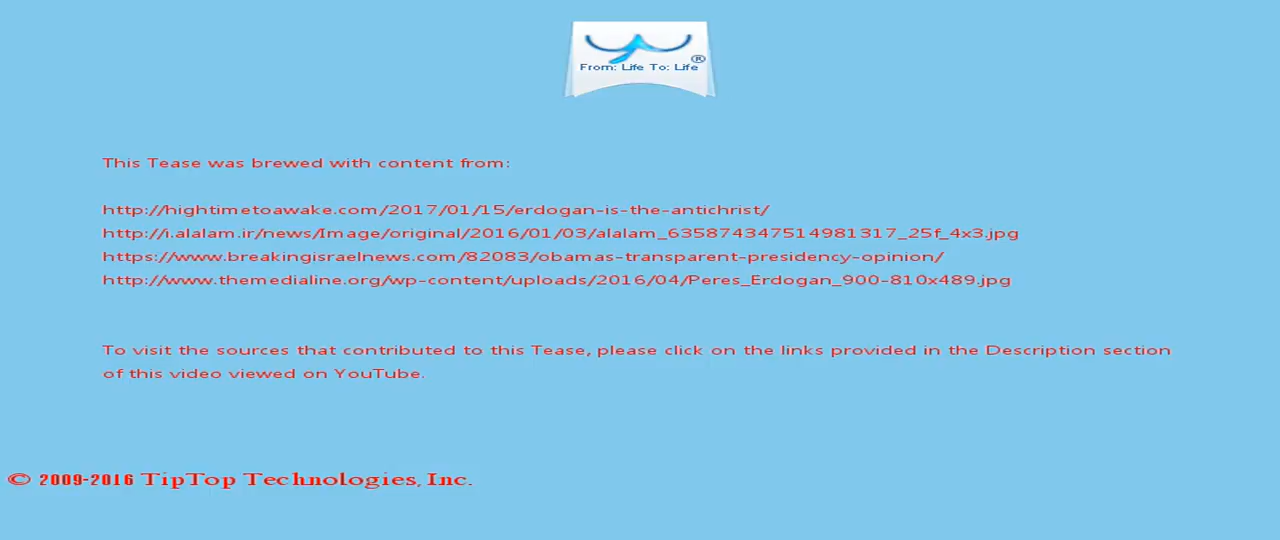 From: Life To: Life®
This Tease was brewed with content from:
http://hightimetoawake.com/2017/01/15/erdogan-is-the-antichrist/
http://i.alalam.ir/news/Image/original/2016/01/03/alalam_635874347514981317_25f_4x3.jpg
https://www.breakingisraelnews.com/82083/obamas-transparent-presidency-opinion/
http://www.themedialine.org/wp-content/uploads/2016/04/Peres_Erdogan_900-810x489.jpg
To visit the sources that contributed to this Tease, please click on the links provided in the Description section
of this video viewed on YouTube.
© 2009-2016 TipTop Technologies, Inc.